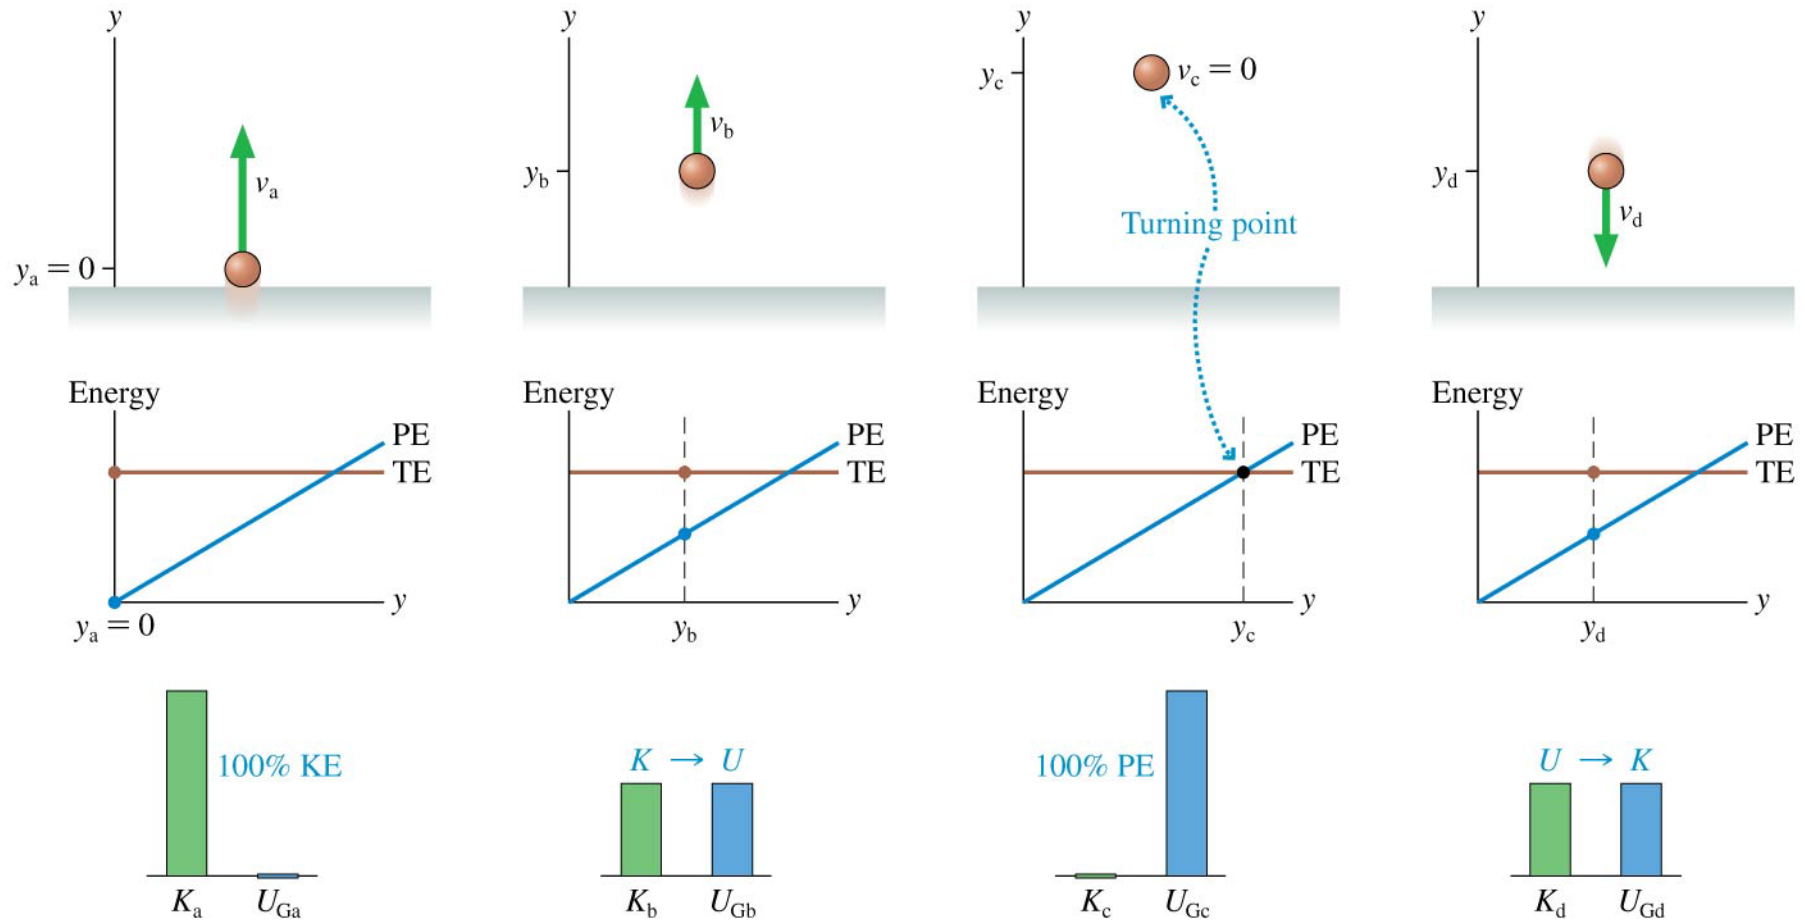 y
v_a
y_a = 0
Energy
PE
TE
y
y_a = 0
100% KE
K_a U_Ga
y
v_b
y_b
Energy
PE
TE
y
y_b
K → U
K_b U_Gb
y
y_c
v_c = 0
Turning point
Energy
PE
TE
y
y_c
100% PE
K_c U_Gc
y
y_d
v_d
Energy
PE
TE
y
y_d
U → K
K_d U_Gd